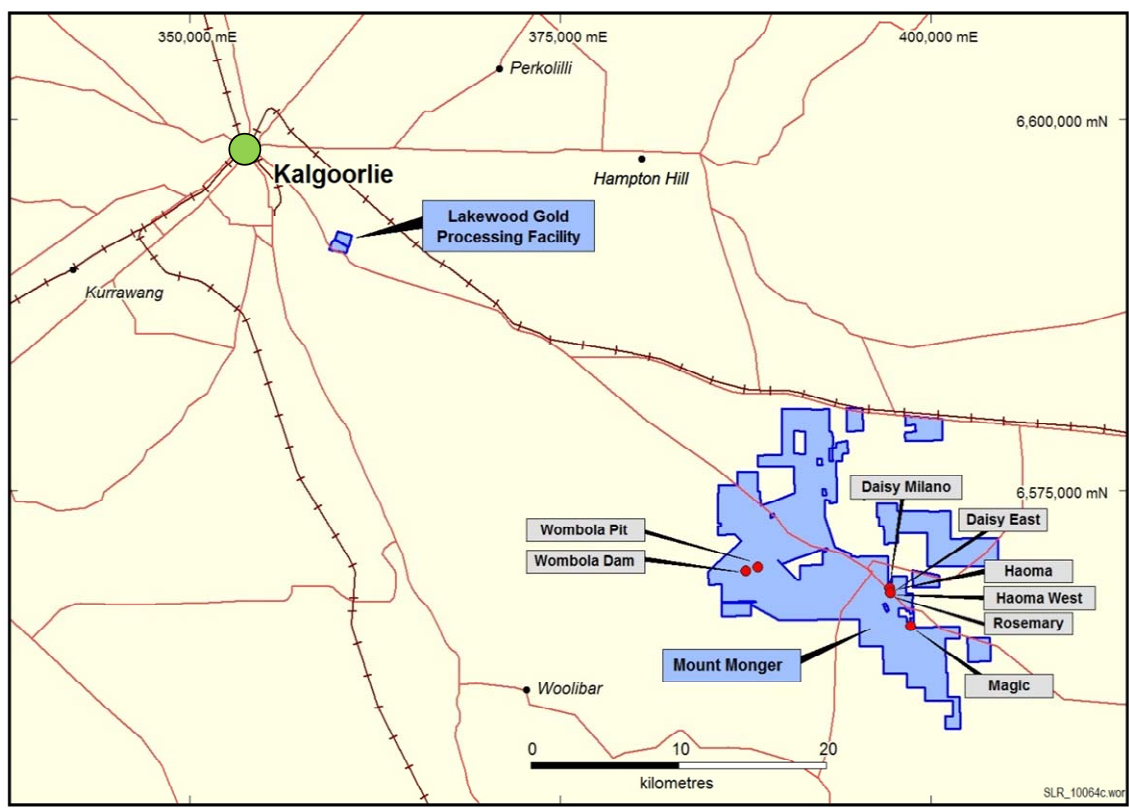 350,000 mE
375,000 mE
400,000 mE
Perkolilli
6,600,000 mN
Kalgoorlie
Hampton Hill
Lakewood Gold
Processing Facility
Kurrawang
Daisy Milano
6,575,000 mN
Daisy East
Wombola Pit
Wombola Dam
Haoma
Haoma West
Rosemary
Mount Monger
Magic
Woolibar
0
10
20
kilometres
SLR_10064c.wor